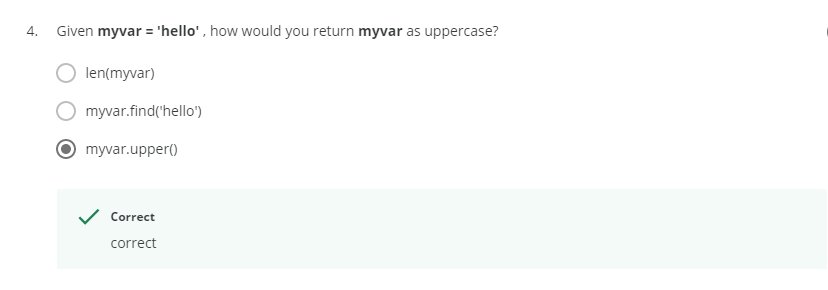 4. Given myvar = 'hello' , how would you return myvar as uppercase?
len(myvar)
myvar.find('hello')
myvar.upper()
Correct
correct